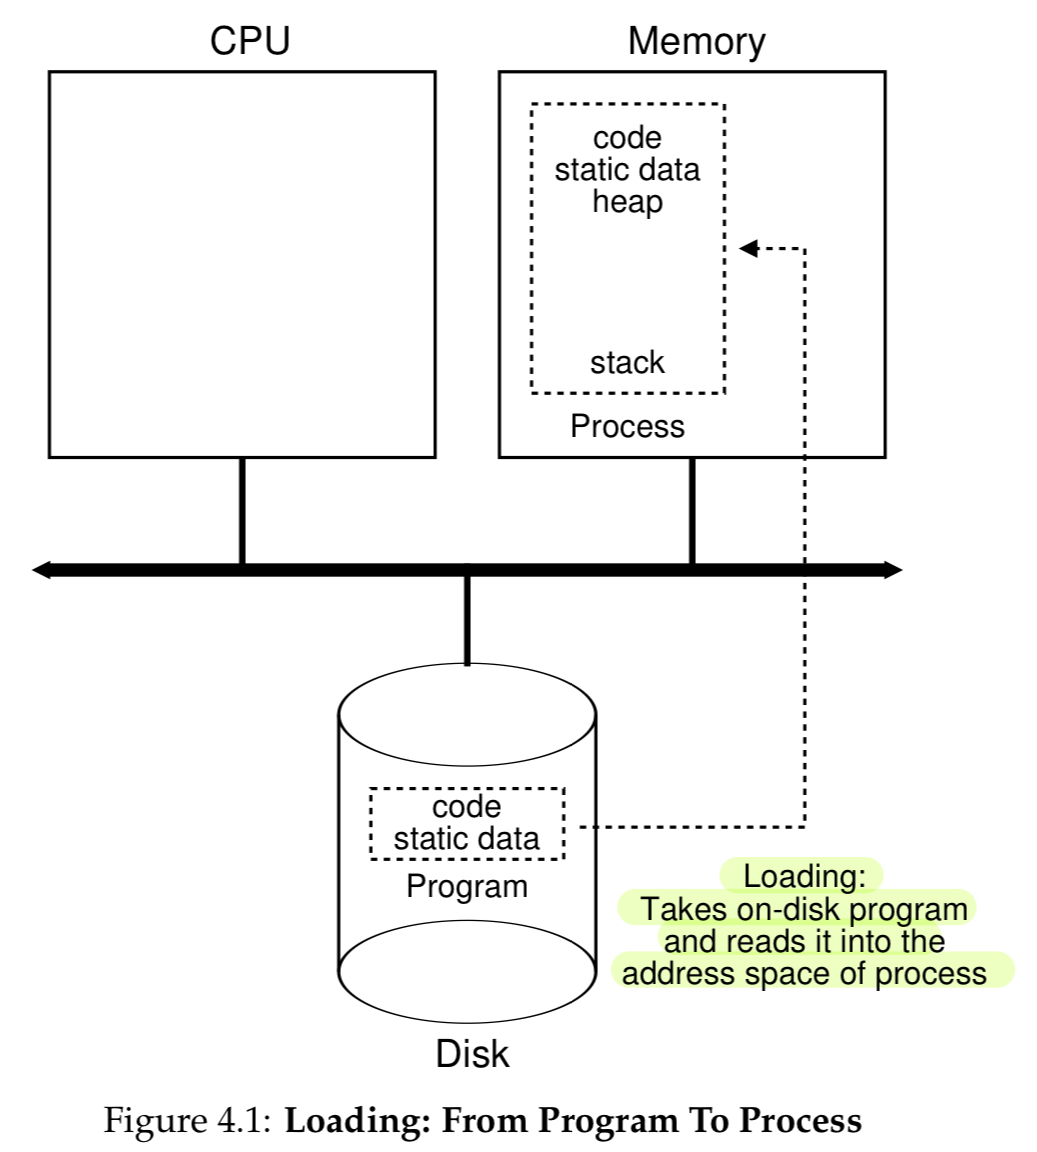 CPU
Memory
code
static data
heap
stack
Process
code
static data
Program
Loading:
Takes on-disk program
and reads it into the
address space of process
Disk
Figure 4.1: Loading: From Program To Process